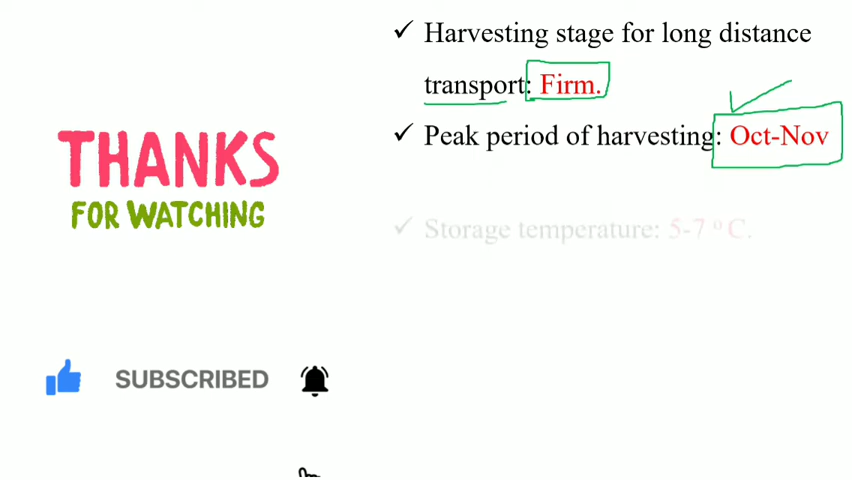 ✓ Harvesting stage for long distance
transport: Firm.
✓ Peak period of harvesting: Oct-Nov
✓ Storage temperature: 5-7 º C.
THANKS
FOR WATCHING
SUBSCRIBED